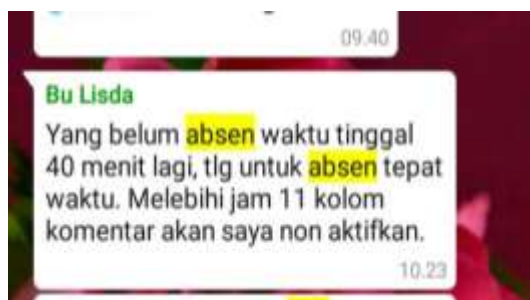 09.40
Bu Lisda
Yang belum absen waktu tinggal
40 menit lagi, tlg untuk absen tepat
waktu. Melebihi jam 11 kolom
komentar akan saya non aktifkan.
10.23